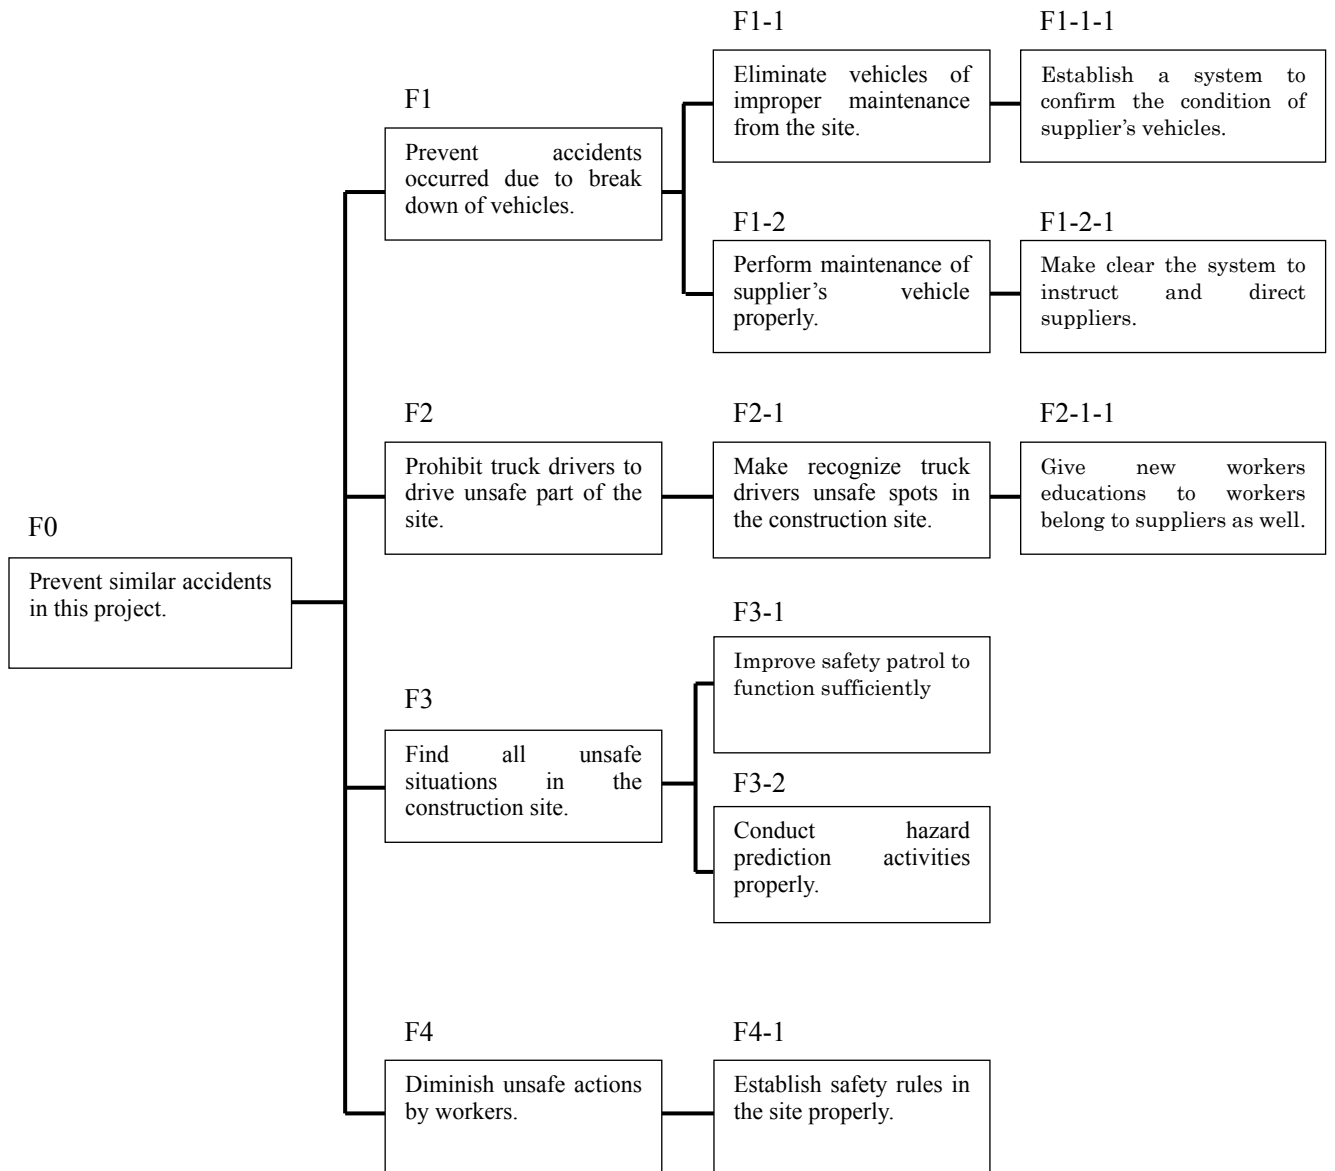 F0
Prevent similar accidents
in this project.
F1
Prevent accidents
occurred due to break
down of vehicles.
F1-1
Eliminate vehicles of
improper maintenance
from the site.
F1-1-1
Establish a system to
confirm the condition of
supplier’s vehicles.
F1-2
Perform maintenance of
supplier’s vehicle
properly.
F1-2-1
Make clear the system to
instruct and direct
suppliers.
F2
Prohibit truck drivers to
drive unsafe part of the
site.
F2-1
Make recognize truck
drivers unsafe spots in
the construction site.
F2-1-1
Give new workers
educations to workers
belong to suppliers as well.
F3
Find all unsafe
situations in the
construction site.
F3-1
Improve safety patrol to
function sufficiently
F3-2
Conduct hazard
prediction activities
properly.
F4
Diminish unsafe actions
by workers.
F4-1
Establish safety rules in
the site properly.